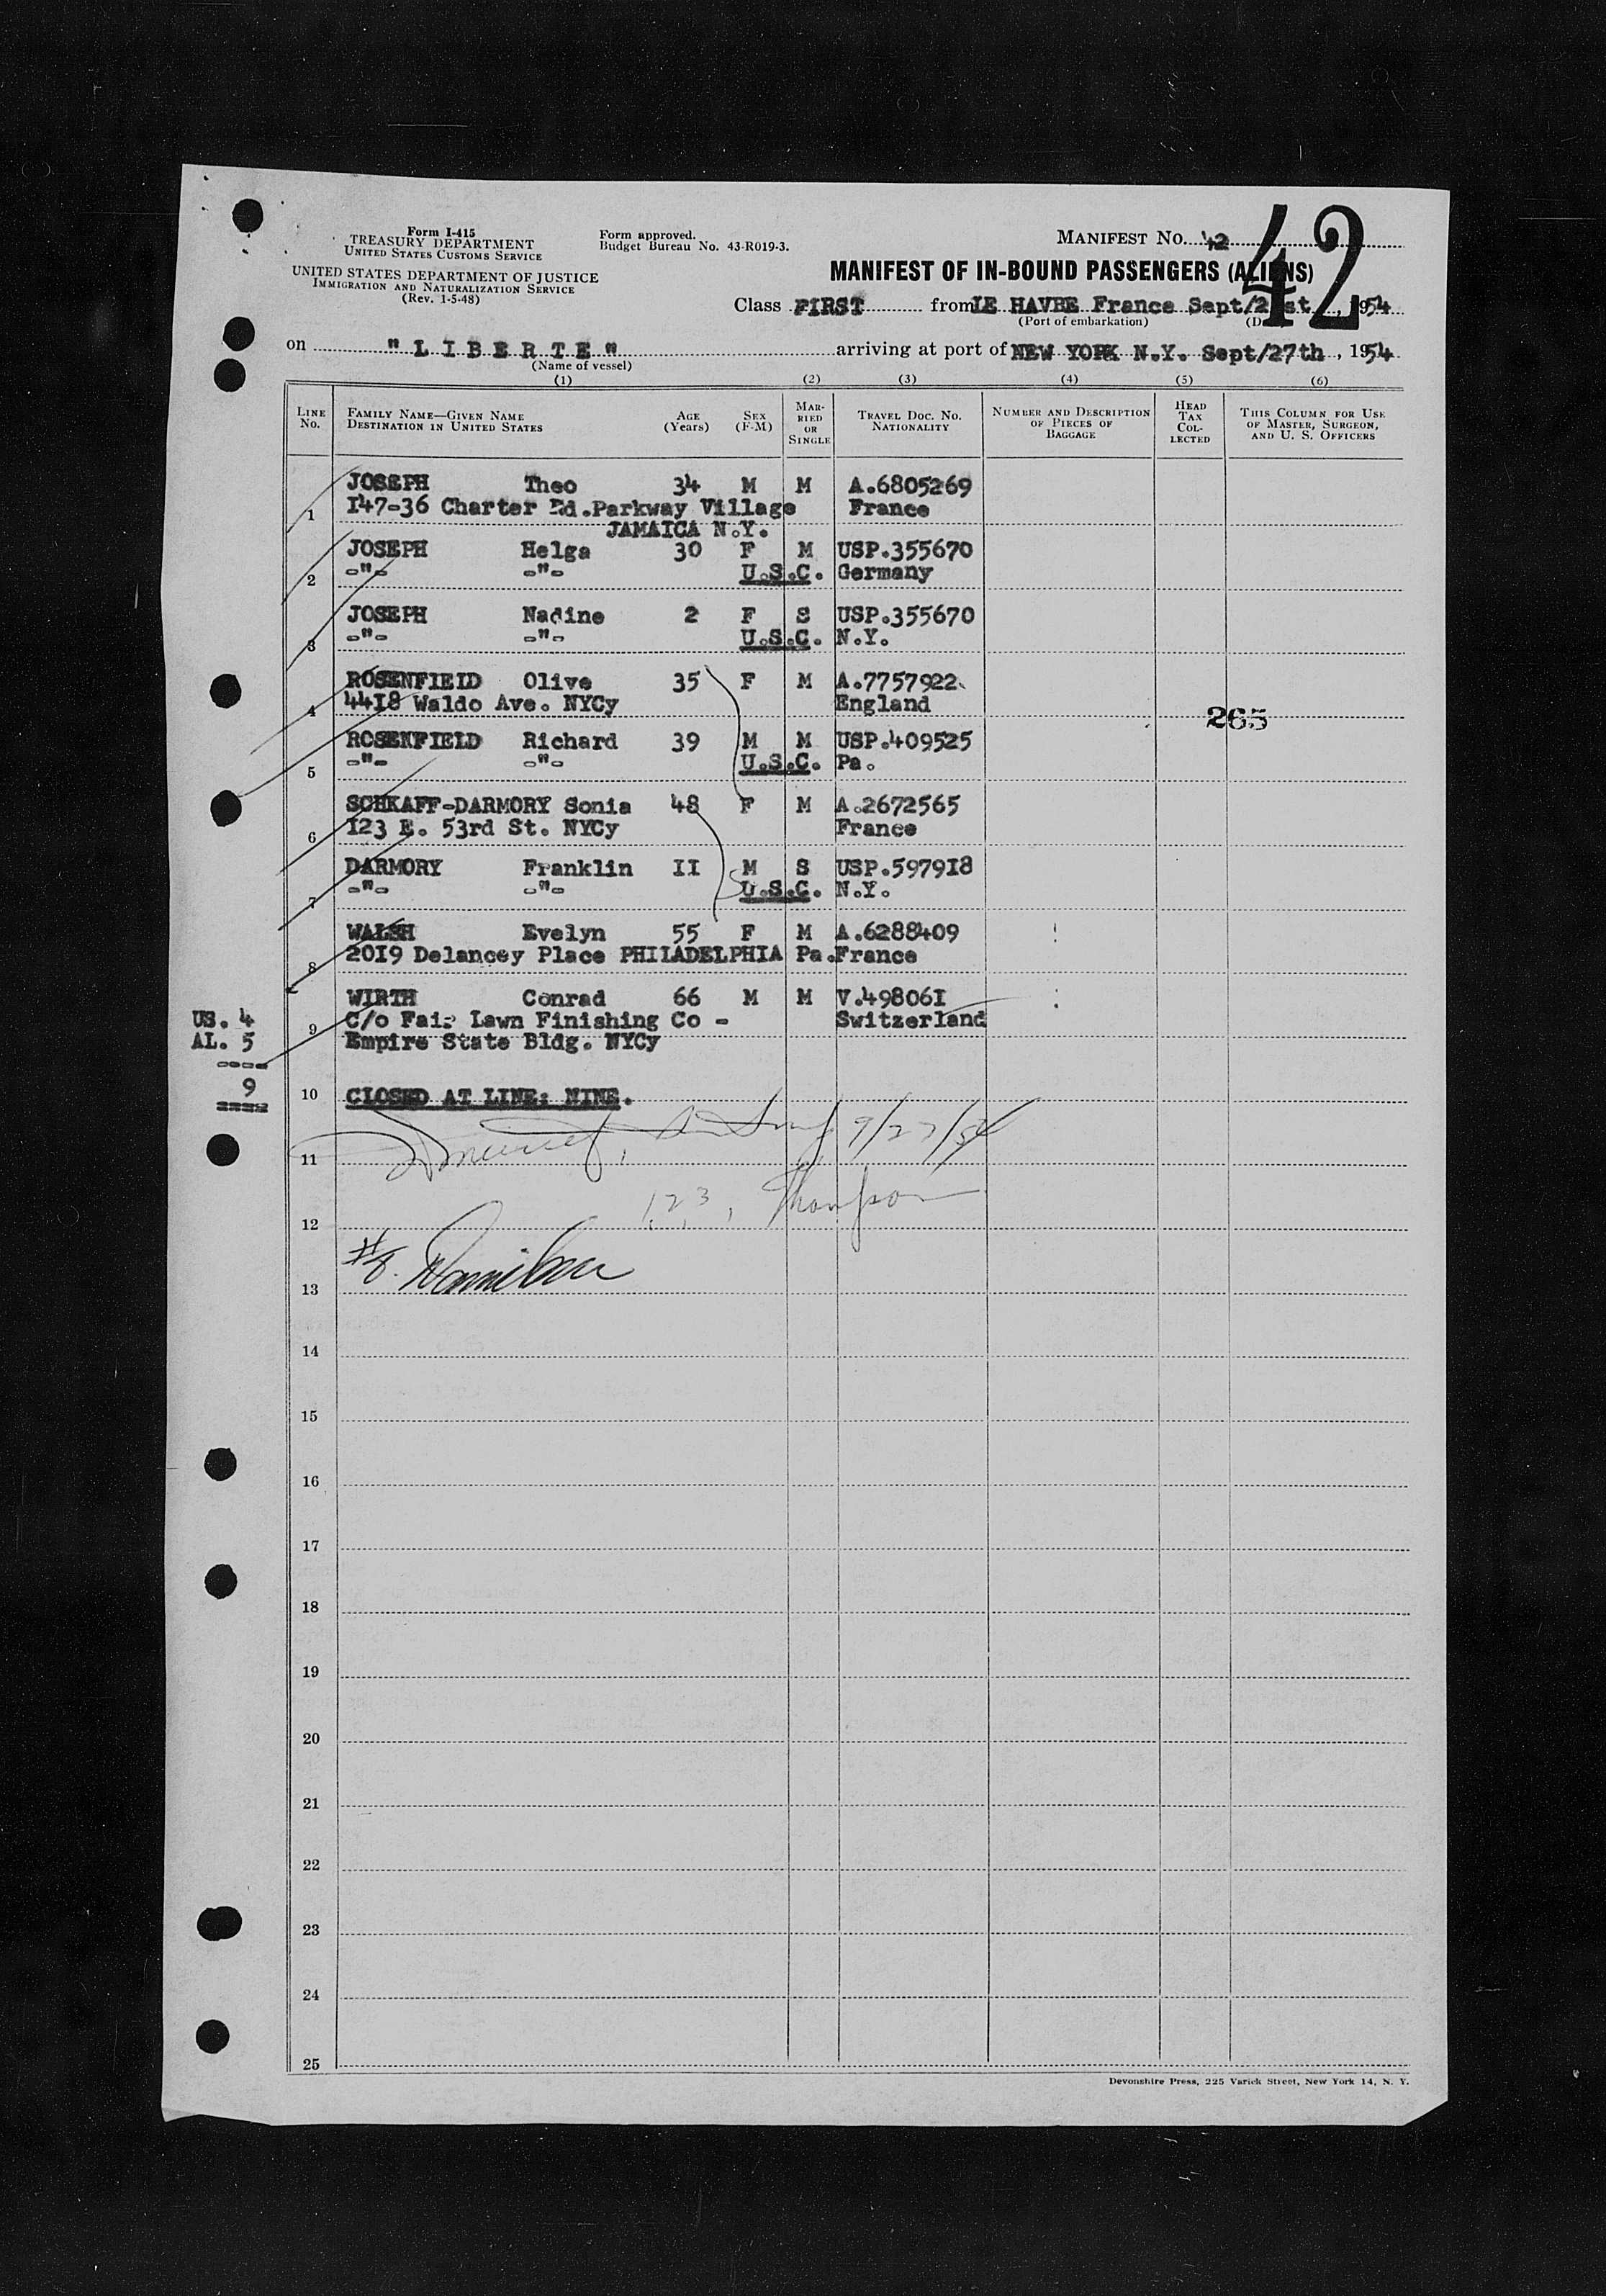 Form I-415
TREASURY DEPARTMENT
UNITED STATES CUSTOMS SERVICE
UNITED STATES DEPARTMENT OF JUSTICE
IMMIGRATION AND NATURALIZATION SERVICE
(Rev. 1-5-48)
Form approved.
Budget Bureau No. 43-R019-3.
MANIFEST No. 42
42
MANIFEST OF IN-BOUND PASSENGERS (ALIENS)
Class FIRST from LE HAVRE France Sept/21st, 1954
(Port of embarkation) (D
on "LIBERTE" arriving at port of NEW YORK N.Y. Sept/27th, 1954
(Name of vessel)
(1) (2) (3) (4) (5) (6)
LINE No. FAMILY NAME—GIVEN NAME DESTINATION IN UNITED STATES AGE (Years) SEX (F-M) MARRIED OR SINGLE TRAVEL DOC. NO. NATIONALITY NUMBER AND DESCRIPTION OF PIECES OF BAGGAGE HEAD TAX COLLECTED THIS COLUMN FOR USE OF MASTER, SURGEON, AND U. S. OFFICERS
JOSEPH Theo 34 M M A.6805269
1 I47-36 Charter Rd.Parkway Village France
JAMAICA N.Y.
JOSEPH Helga 30 F M USP.355670
2 -"- -"- U.S.C. Germany
JOSEPH Nadine 2 F S USP.355670
3 -"- -"- U.S.C. N.Y.
ROSENFIELD Olive 35 F M A.7757922
4 44I8 Waldo Ave. NYCy England
265
ROSENFIELD Richard 39 M M USP.409525
5 -"- -"- U.S.C. Pa.
SCHKAFF-DARMORY Sonia 48 F M A.2672565
6 I23 E. 53rd St. NYCy France
DARMORY Franklin II M S USP.5979I8
7 -"- -"- U.S.C. N.Y.
WALSH Evelyn 55 F M A.6288409
8 20I9 Delancey Place PHILADELPHIA Pa. France
WIRTH Conrad 66 M M V.49806I
9 C/o Fair Lawn Finishing Co - Switzerland
Empire State Bldg. NYCy
US. 4
AL. 5
----
9
====
10 CLOSED AT LINE: NINE.
9/27/54
11
1,2,3, Thompson
12
#8.
13
14
15
16
17
18
19
20
21
22
23
24
25
Devonshire Press, 225 Varick Street, New York 14, N. Y.